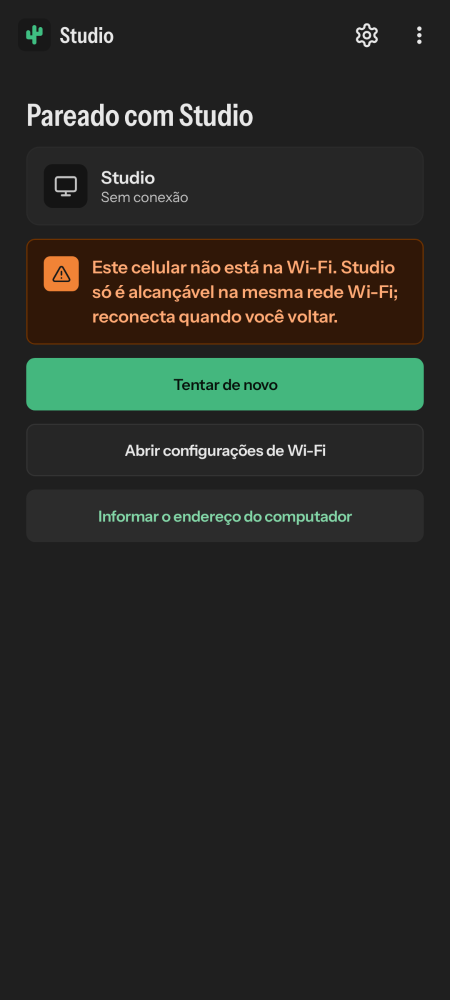 Studio
Pareado com Studio
Studio
Sem conexão
Este celular não está na Wi-Fi. Studio
só é alcançável na mesma rede Wi-Fi;
reconecta quando você voltar.
Tentar de novo
Abrir configurações de Wi-Fi
Informar o endereço do computador